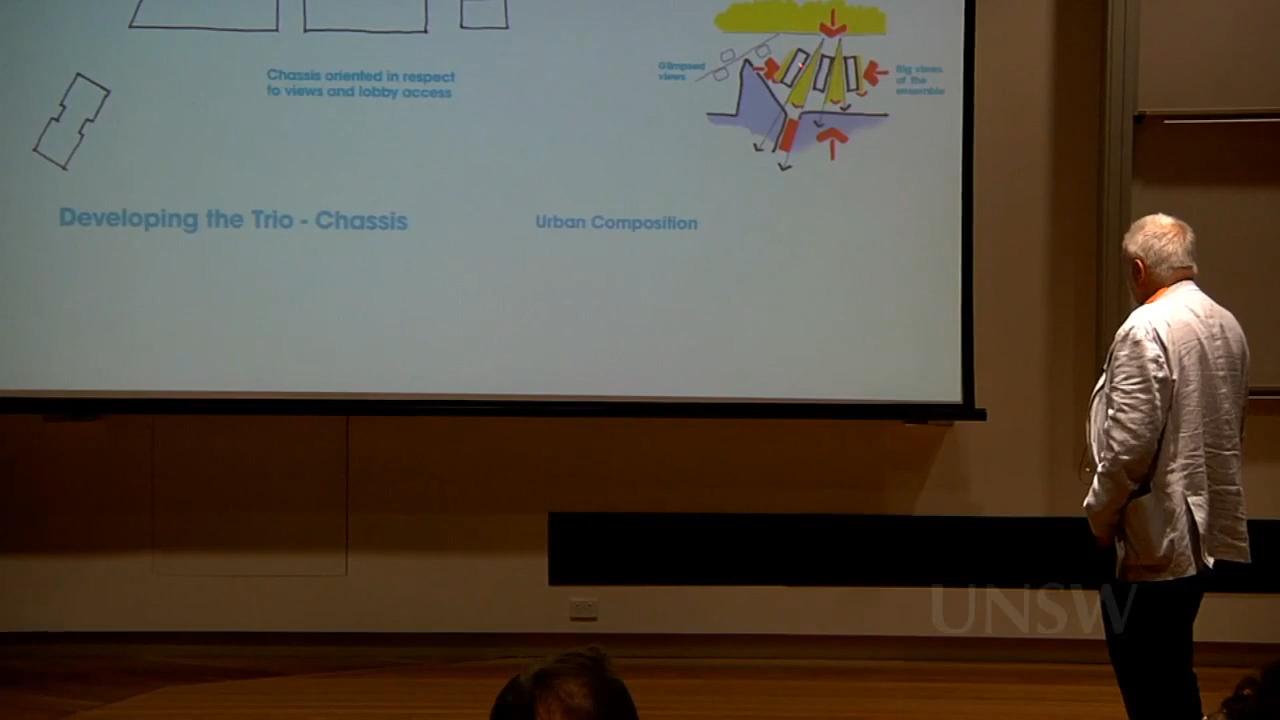 Glimpsed
views
Chassis oriented in respect
to views and lobby access
Big views
of the
ensemble
Developing the Trio - Chassis
Urban Composition
UNSW